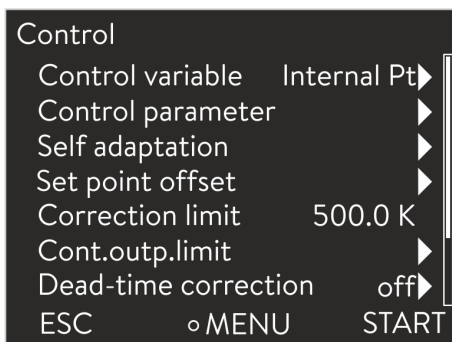 Control
Control variable Internal Pt
Control parameter
Self adaptation
Set point offset
Correction limit 500.0 K
Cont.outp.limit
Dead-time correction off
ESC MENU START